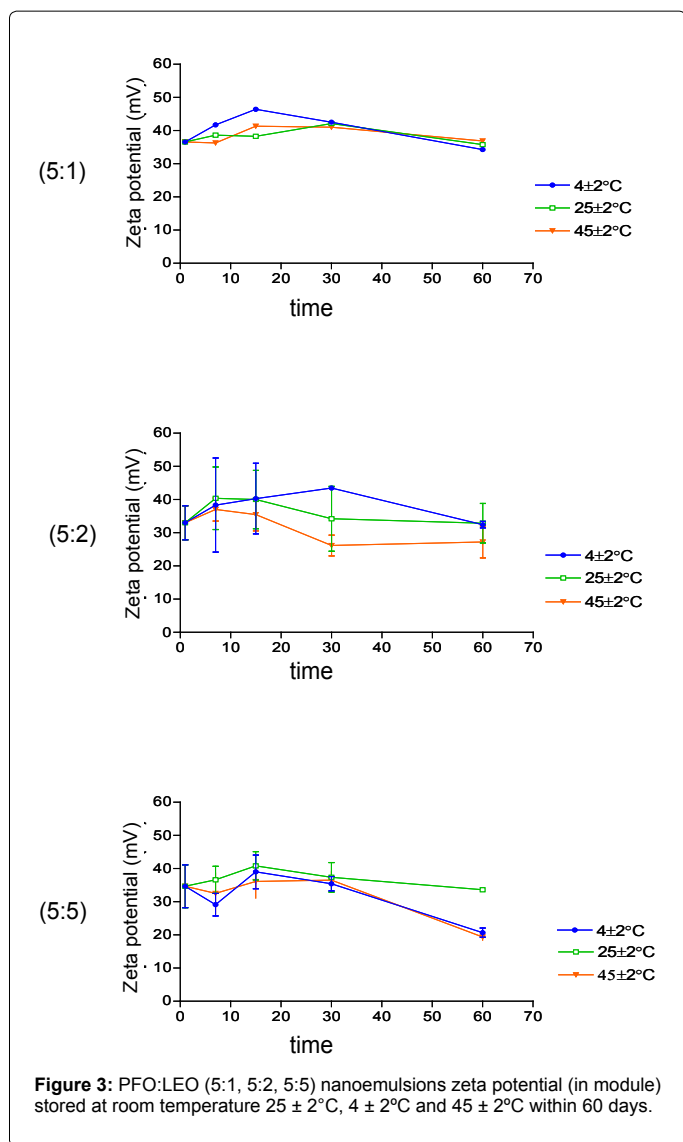 60
50
40
30
20
10
0
Zeta potential (mV)
(5:1)
0 10 20 30 40 50 60 70
time
4±2°C
25±2°C
45±2°C
60
50
40
30
20
10
0
Zeta potential (mV)
(5:2)
0 10 20 30 40 50 60 70
time
4±2°C
25±2°C
45±2°C
60
50
40
30
20
10
0
Zeta potential (mV)
(5:5)
0 10 20 30 40 50 60 70
time
4±2°C
25±2°C
45±2°C
Figure 3: PFO:LEO (5:1, 5:2, 5:5) nanoemulsions zeta potential (in module)
stored at room temperature 25 ± 2°C, 4 ± 2ºC and 45 ± 2ºC within 60 days.